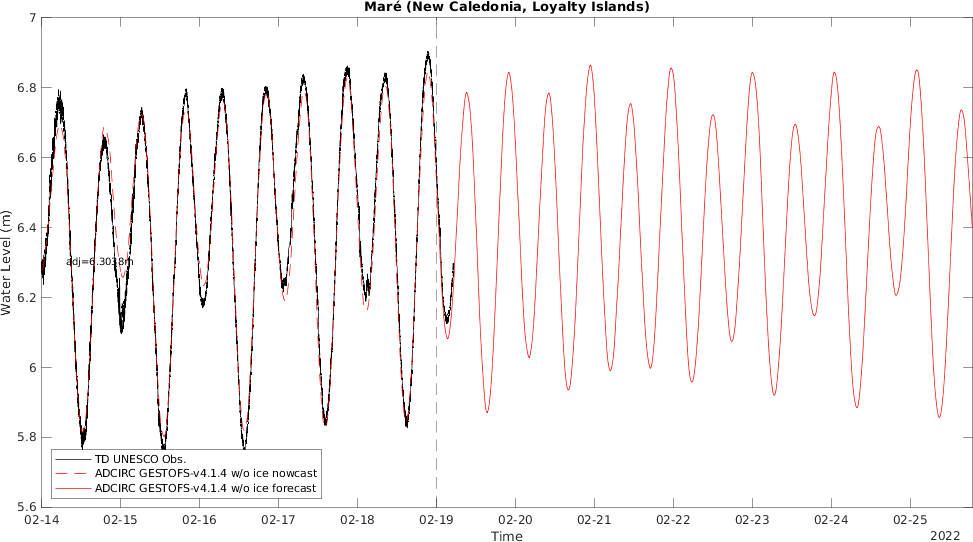 Maré (New Caledonia, Loyalty Islands)
7
6.8
6.6
6.4
6.2
6
5.8
5.6
Water Level (m)
adj=6.3038m
TD UNESCO Obs.
ADCIRC GESTOFS-v4.1.4 w/o ice nowcast
ADCIRC GESTOFS-v4.1.4 w/o ice forecast
02-14 02-15 02-16 02-17 02-18 02-19 02-20 02-21 02-22 02-23 02-24 02-25
Time
2022